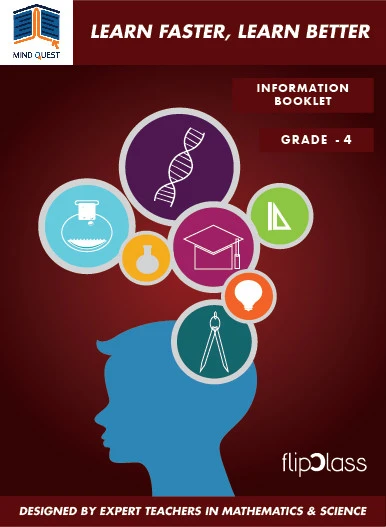 MIND QUEST
LEARN FASTER, LEARN BETTER
INFORMATION
BOOKLET
GRADE - 4
flipClass
DESIGNED BY EXPERT TEACHERS IN MATHEMATICS & SCIENCE